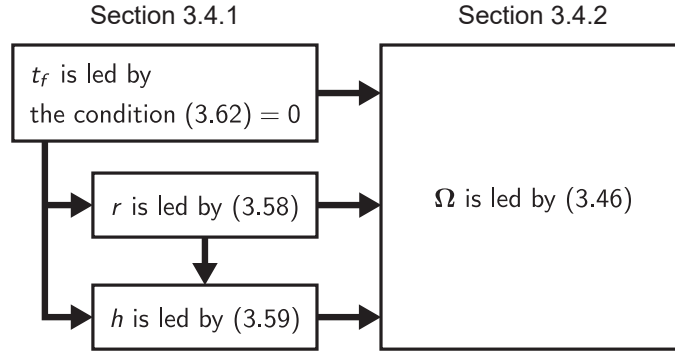 Section 3.4.1
Section 3.4.2
t_f is led by
the condition (3.62) = 0
r is led by (3.58)
h is led by (3.59)
Ω is led by (3.46)